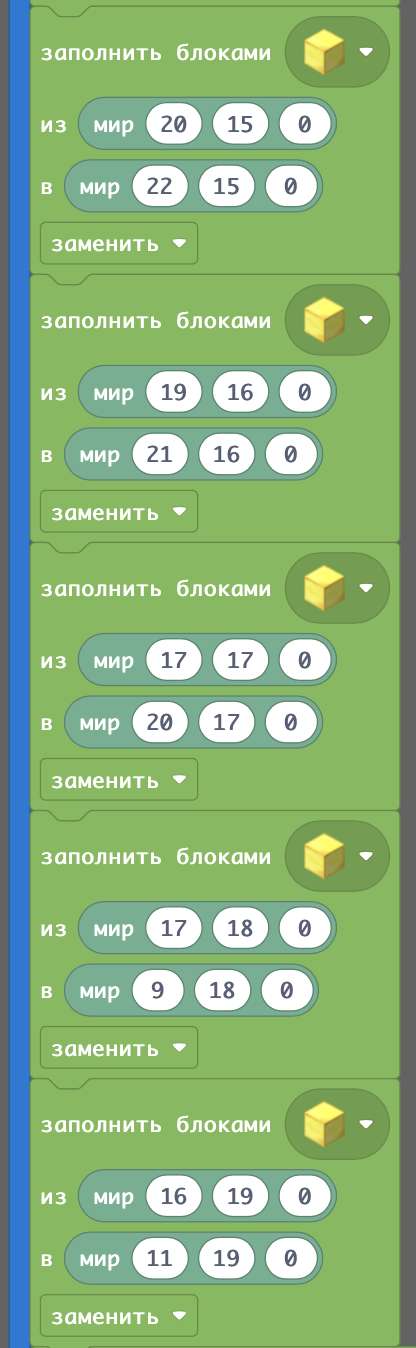 заполнить блоками
из мир 20 15 0
в мир 22 15 0
заменить
заполнить блоками
из мир 19 16 0
в мир 21 16 0
заменить
заполнить блоками
из мир 17 17 0
в мир 20 17 0
заменить
заполнить блоками
из мир 17 18 0
в мир 9 18 0
заменить
заполнить блоками
из мир 16 19 0
в мир 11 19 0
заменить